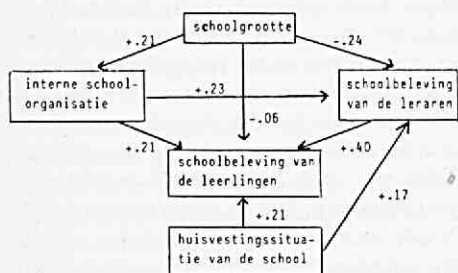 schoolgrootte
+.21
-.24
interne school-
organisatie
+.23
schoolbeleving
van de leraren
-.06
+.21
schoolbeleving van
de leerlingen
+.40
+.17
+.21
huisvestingssitua-
tie van de school